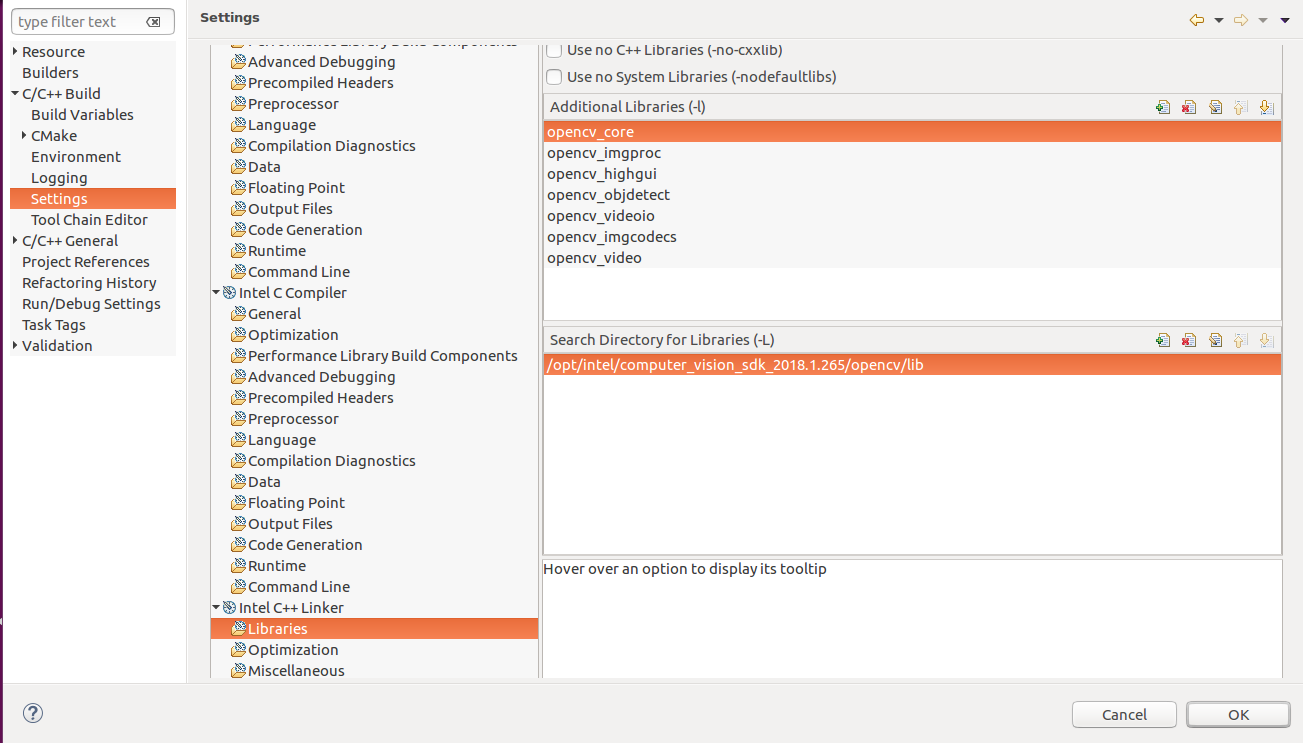 type filter text
Resource
Builders
C/C++ Build
Build Variables
CMake
Environment
Logging
Settings
Tool Chain Editor
C/C++ General
Project References
Refactoring History
Run/Debug Settings
Task Tags
Validation
Settings
Performance Library Build Components
Advanced Debugging
Precompiled Headers
Preprocessor
Language
Compilation Diagnostics
Data
Floating Point
Output Files
Code Generation
Runtime
Command Line
Intel C Compiler
General
Optimization
Performance Library Build Components
Advanced Debugging
Precompiled Headers
Preprocessor
Language
Compilation Diagnostics
Data
Floating Point
Output Files
Code Generation
Runtime
Command Line
Intel C++ Linker
Libraries
Optimization
Miscellaneous
Use no C++ Libraries (-no-cxxlib)
Use no System Libraries (-nodefaultlibs)
Additional Libraries (-l)
opencv_core
opencv_imgproc
opencv_highgui
opencv_objdetect
opencv_videoio
opencv_imgcodecs
opencv_video
Search Directory for Libraries (-L)
/opt/intel/computer_vision_sdk_2018.1.265/opencv/lib
Hover over an option to display its tooltip
?
Cancel
OK